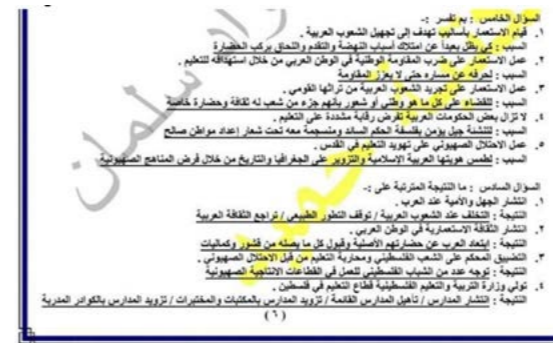 السؤال الخامس : بم تفسر :-
١. قيام الاستعمار بأساليب تهدف إلى تجهيل الشعوب العربية .
السبب : كي يظل بعيداً عن امتلاك أسباب النهضة والتقدم واللحاق بركب الحضارة
٢. عمل الاستعمار على ضرب المقاومة الوطنية في الوطن العربي من خلال استهدافه للتعليم .
السبب : لحرفه عن مساره حتى لا يعزز المقاومة
٣. عمل الاستعمار على تجريد الشعوب العربية من تراثها القومي .
السبب : للقضاء على كل ما هو وطني أو شعور بأنهم جزء من شعب له ثقافة وحضارة خاصة
٤. لا تزال بعض الحكومات العربية تفرض رقابة مشددة على التعليم .
السبب : لتنشئة جيل يؤمن بفلسفة الحكم السائد ومنسجمة معه تحت شعار إعداد مواطن صالح
٥. عمل الاحتلال الصهيوني على تهويد التعليم في القدس .
السبب : لطمس هويتها العربية الاسلامية والتزوير على الجغرافيا والتاريخ من خلال فرض المناهج الصهيونية
السؤال السادس : ما النتيجة المترتبة على :-
١. انتشار الجهل والأمية عند العرب .
النتيجة : التخلف عند الشعوب العربية / توقف التطور الطبيعي / تراجع الثقافة العربية
٢. انتشار الثقافة الاستعمارية في الوطن العربي .
النتيجة : ابتعاد العرب عن حضارتهم الأصلية وقبول كل ما يصله من قشور وكماليات
٣. التضييق المحكم على الشعب الفلسطيني ومحاربة التعليم من قبل الاحتلال الصهيوني .
النتيجة : توجه عدد من الشباب الفلسطيني للعمل في القطاعات الانتاجية الصهيونية
٤. تولي وزارة التربية والتعليم الفلسطينية قطاع التعليم في فلسطين .
النتيجة : انتشار المدارس / تأهيل المدارس القائمة / تزويد المدارس بالمكتبات والمختبرات / تزويد المدارس بالكوادر المدربة
(٦)
سلمان